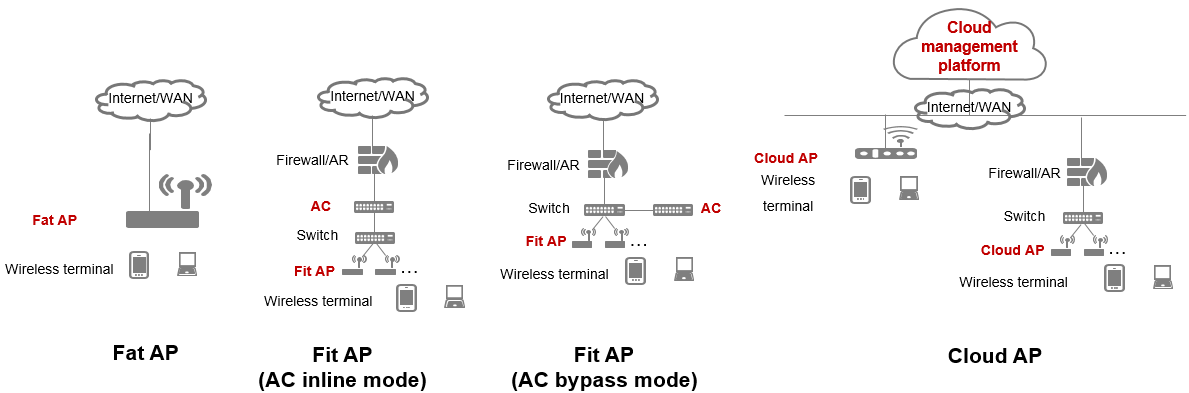 Internet/WAN
Fat AP
Wireless terminal
Fat AP
Internet/WAN
Firewall/AR
AC
Switch
Fit AP
...
Wireless terminal
Fit AP
(AC inline mode)
Internet/WAN
Firewall/AR
Switch
AC
Fit AP
...
Wireless terminal
Fit AP
(AC bypass mode)
Cloud
management
platform
Internet/WAN
Cloud AP
Wireless
terminal
Firewall/AR
Switch
Cloud AP
...
Wireless terminal
Cloud AP